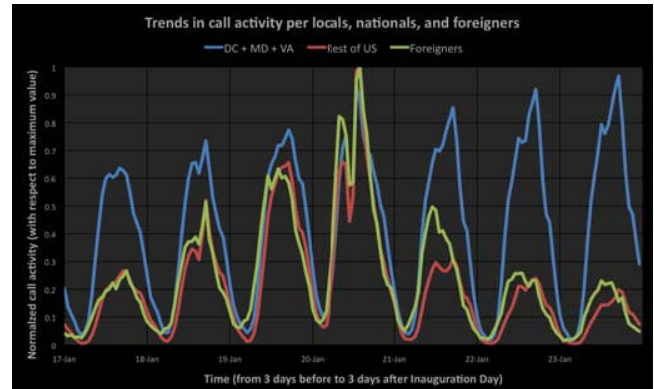 Trends in call activity per locals, nationals, and foreigners
DC + MD + VA Rest of US Foreigners
Normalized call activity (with respect to maximum value)
1
0.9
0.8
0.7
0.6
0.5
0.4
0.3
0.2
0.1
0
17-Jan 18-Jan 19-Jan 20-Jan 21-Jan 22-Jan 23-Jan
Time (from 3 days before to 3 days after Inauguration Day)